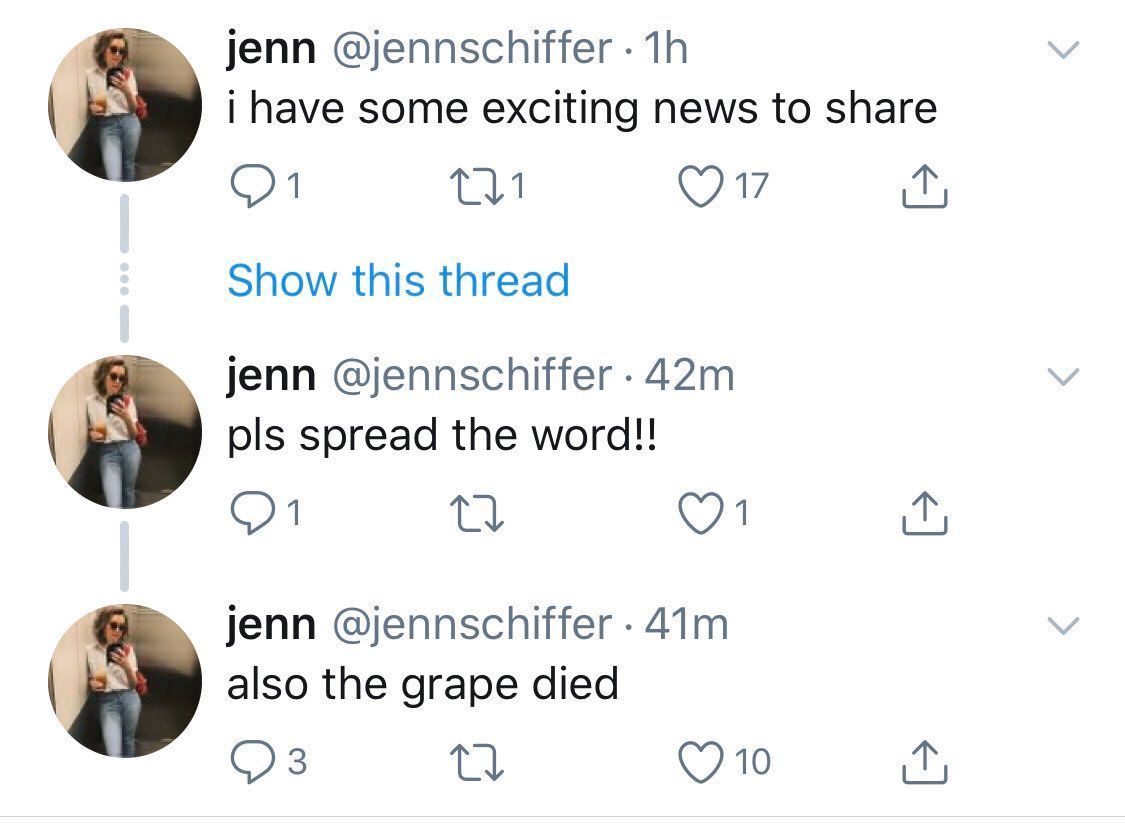 jenn @jennschiffer · 1h
i have some exciting news to share
1 1 17
Show this thread
jenn @jennschiffer · 42m
pls spread the word!!
1 1
jenn @jennschiffer · 41m
also the grape died
3 10